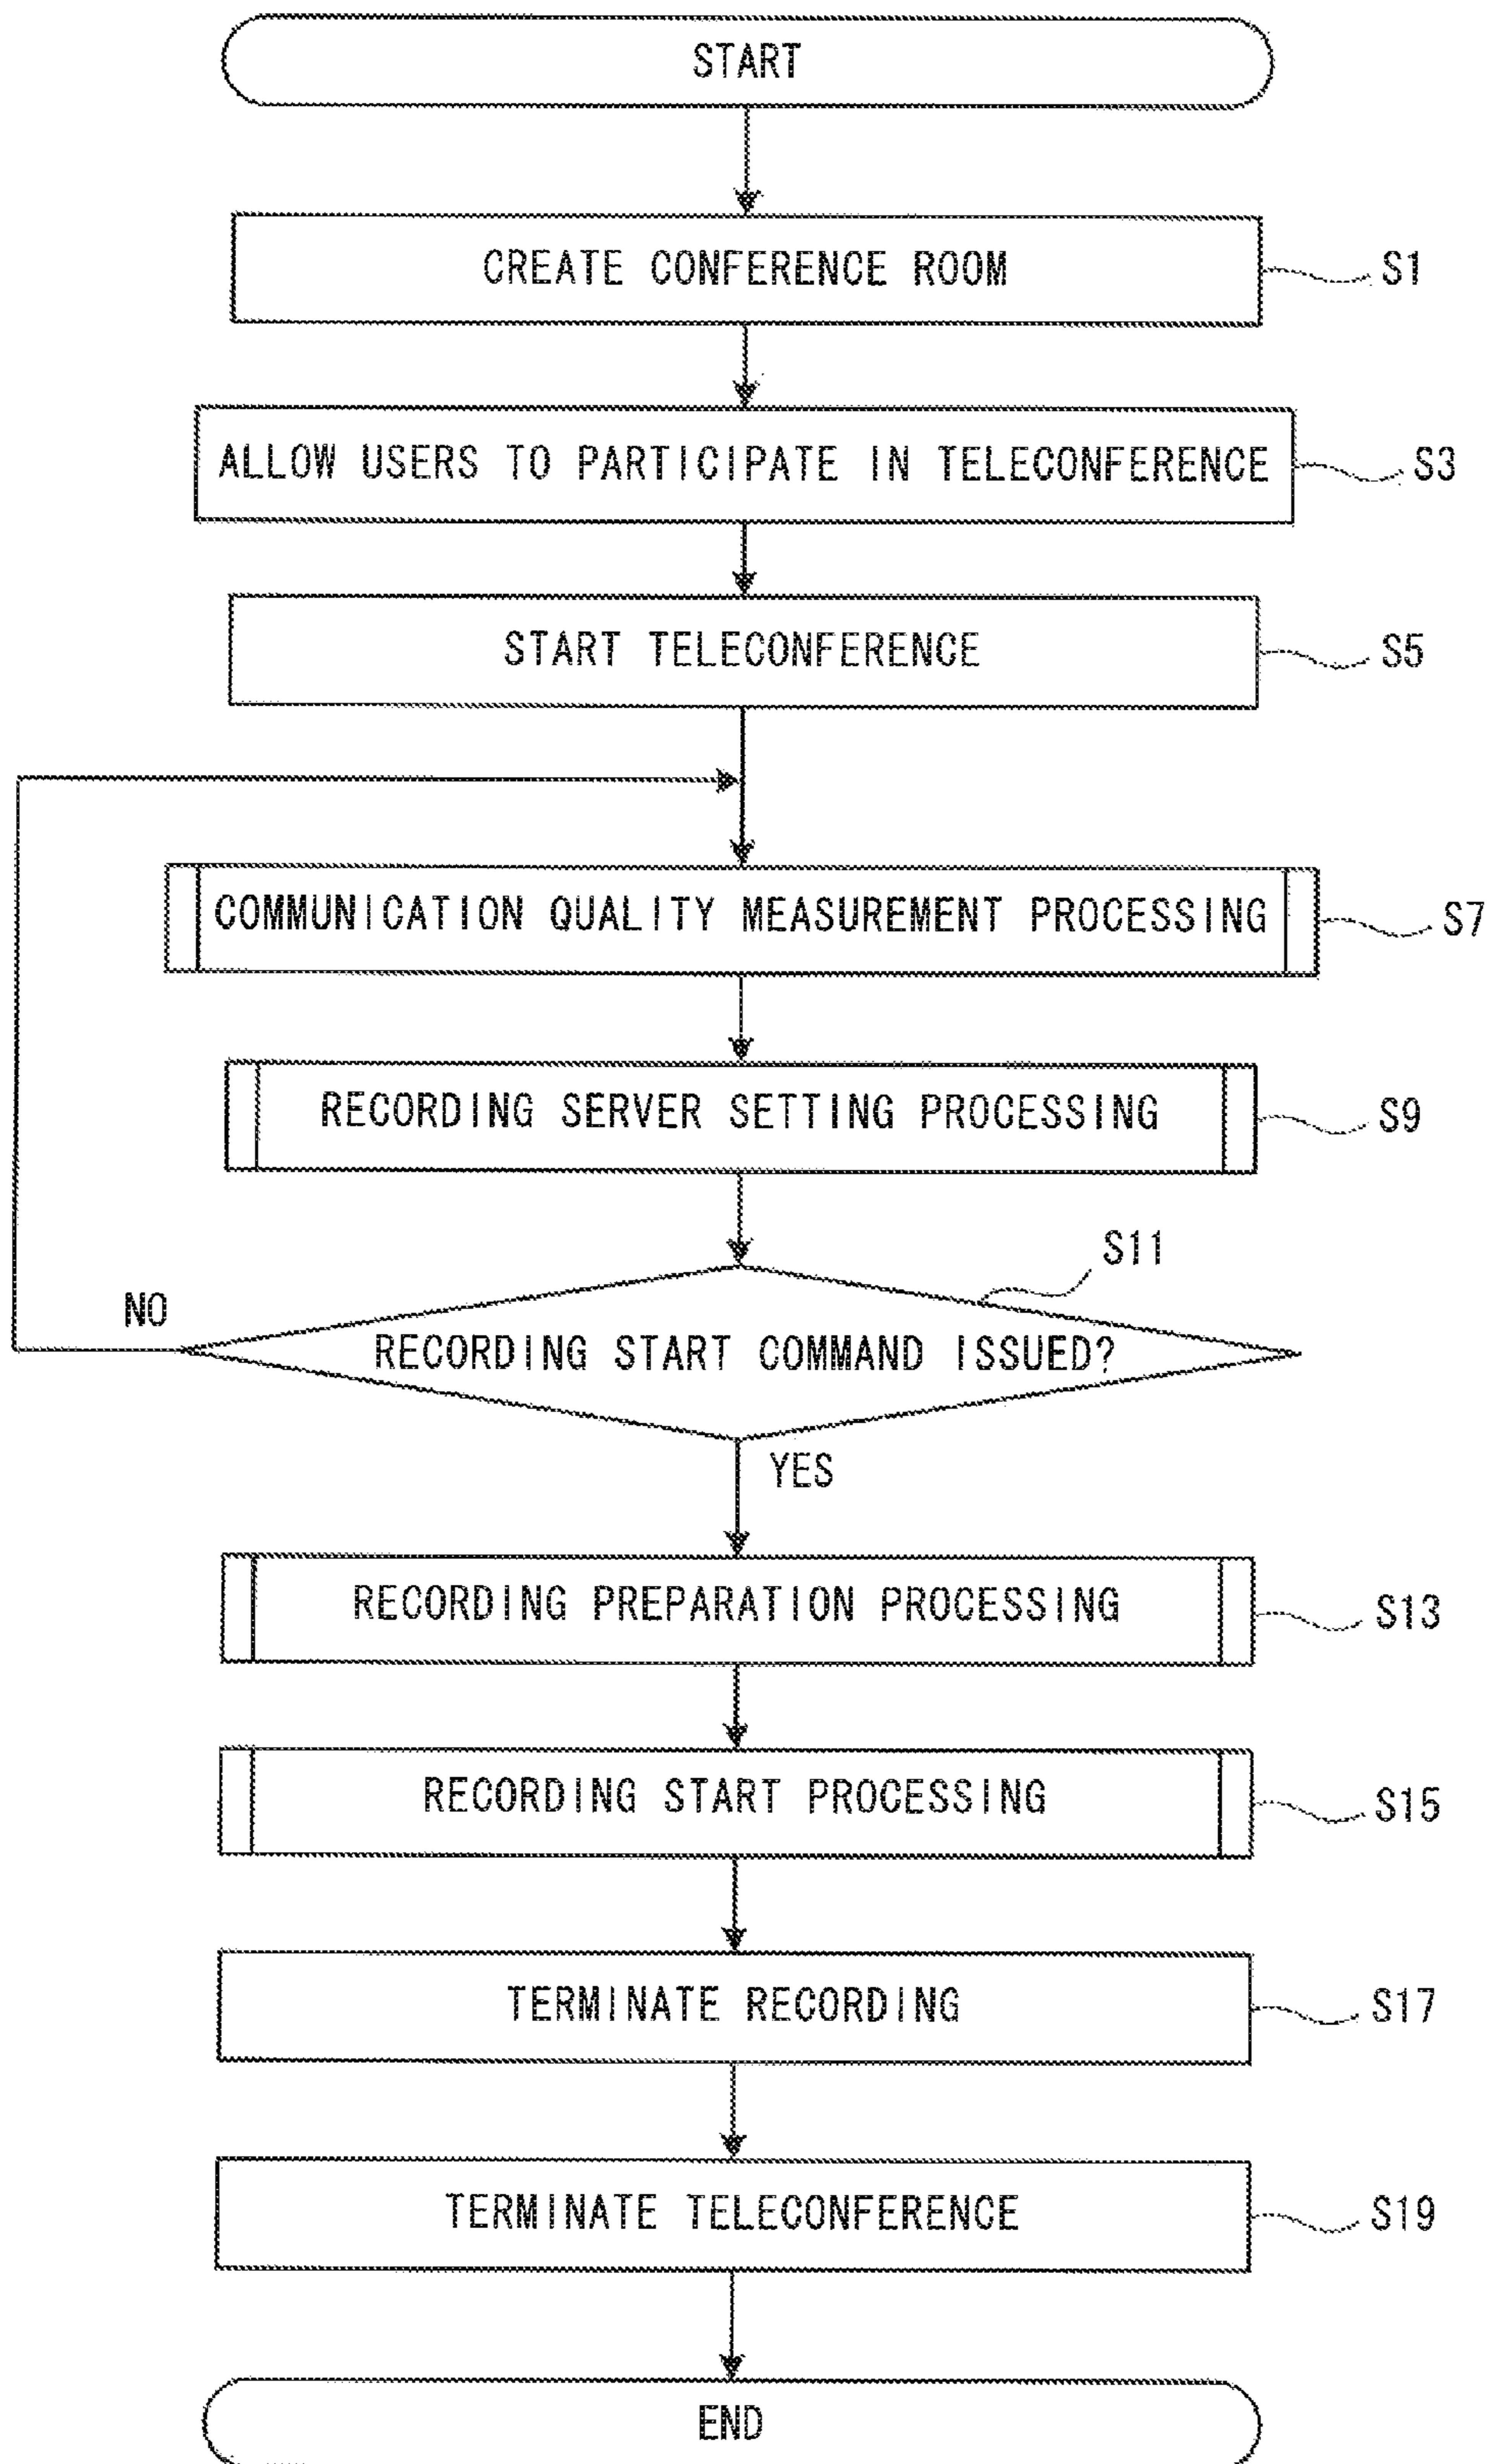 START
CREATE CONFERENCE ROOM S1
ALLOW USERS TO PARTICIPATE IN TELECONFERENCE S3
START TELECONFERENCE S5
COMMUNICATION QUALITY MEASUREMENT PROCESSING S7
RECORDING SERVER SETTING PROCESSING S9
S11
NO
RECORDING START COMMAND ISSUED?
YES
RECORDING PREPARATION PROCESSING S13
RECORDING START PROCESSING S15
TERMINATE RECORDING S17
TERMINATE TELECONFERENCE S19
END